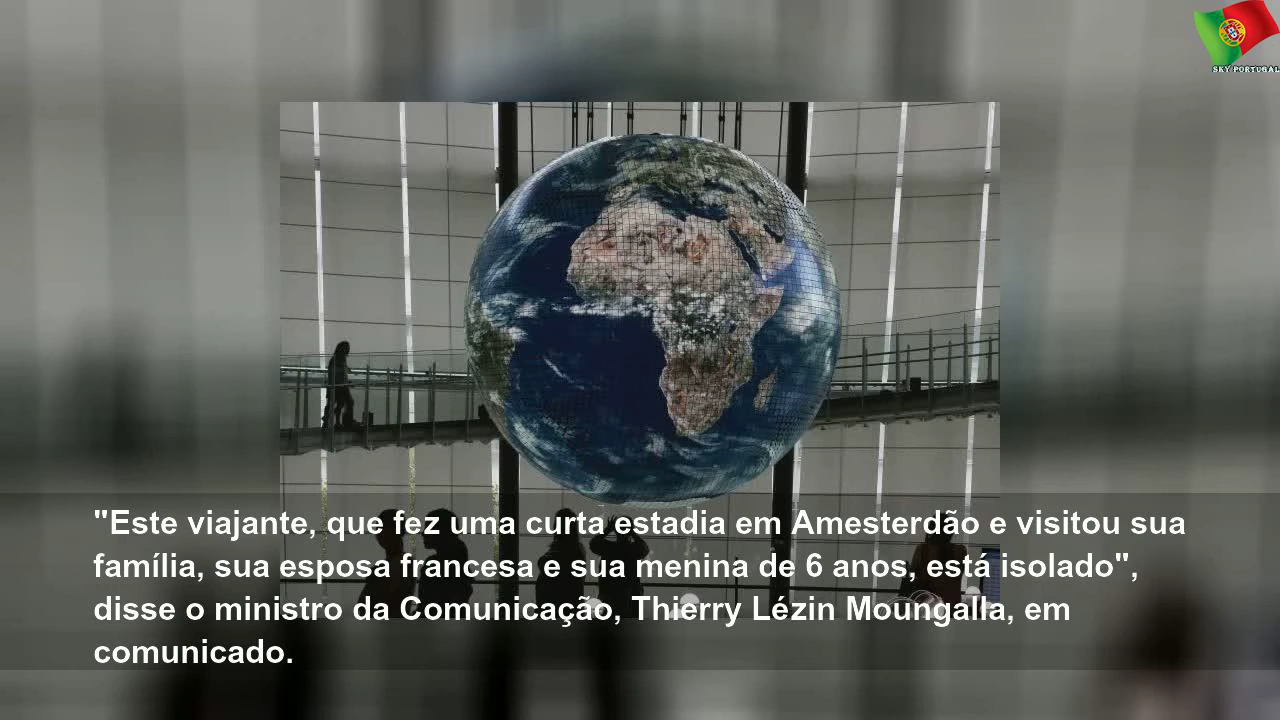 SKY PORTUGAL
"Este viajante, que fez uma curta estadia em Amesterdão e visitou sua
família, sua esposa francesa e sua menina de 6 anos, está isolado",
disse o ministro da Comunicação, Thierry Lézin Moungalla, em
comunicado.